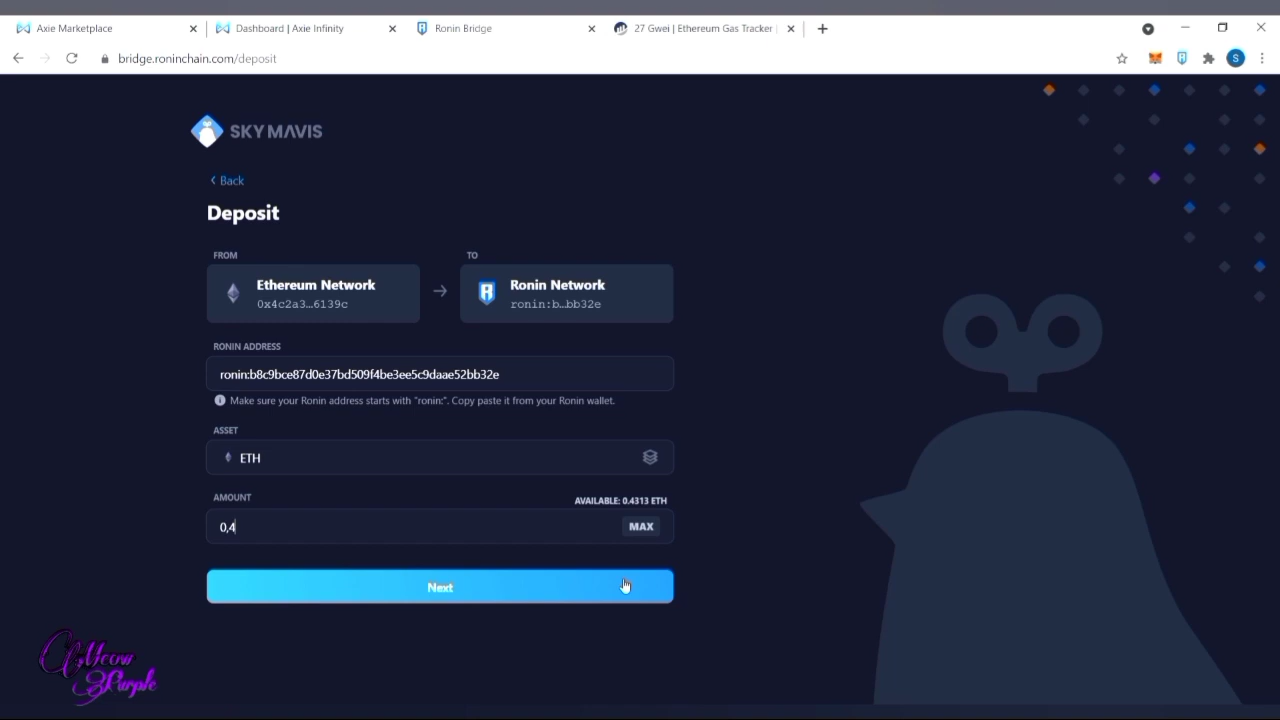 Axie Marketplace
Dashboard | Axie Infinity
Ronin Bridge
27 Gwei | Ethereum Gas Tracker |
bridge.roninchain.com/deposit
S
SKY MAVIS
Back
Deposit
FROM
TO
Ethereum Network
0x4c2a3...6139c
Ronin Network
ronin:b...bb32e
RONIN ADDRESS
ronin:b8c9bce87d0e37bd509f4be3ee5c9daae52bb32e
Make sure your Ronin address starts with "ronin:". Copy paste it from your Ronin wallet.
ASSET
ETH
AMOUNT
AVAILABLE: 0.4313 ETH
0,4
MAX
Next
Meow
Purple